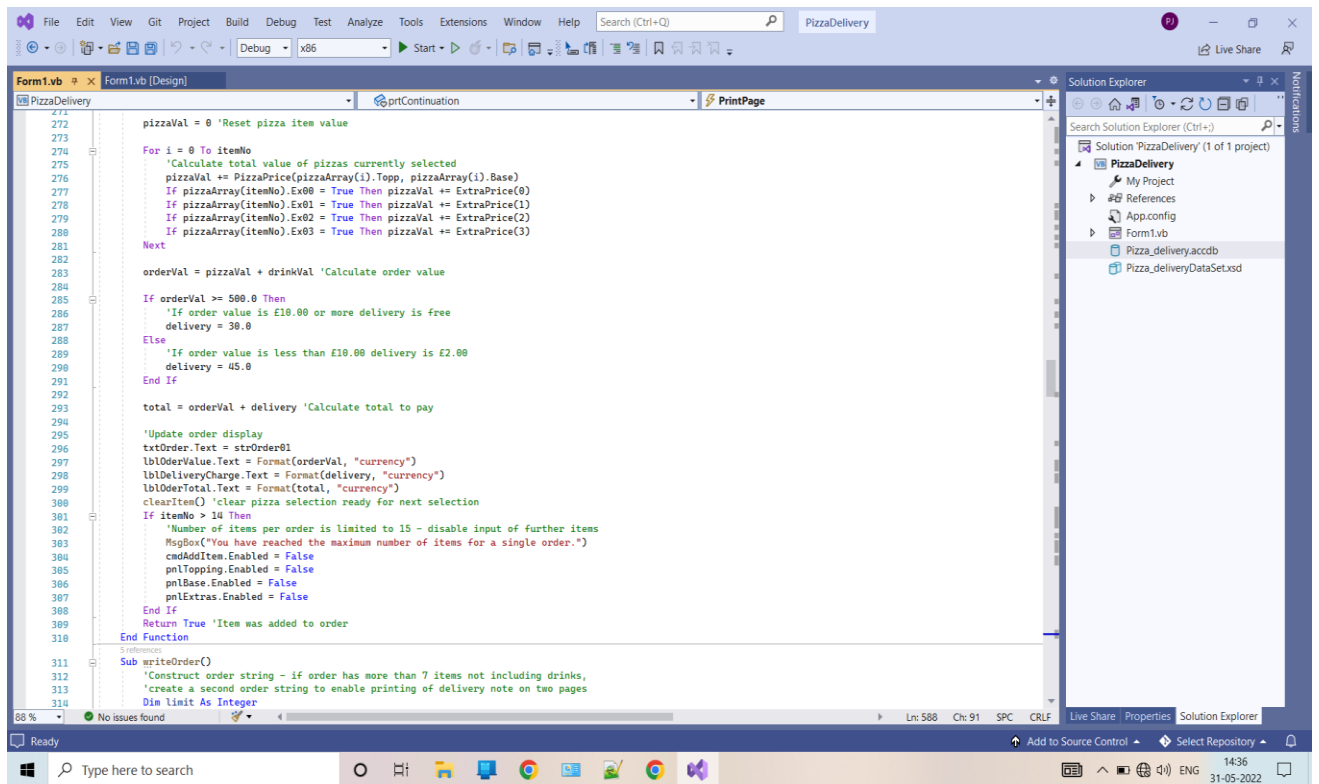 File Edit View Git Project Build Debug Test Analyze Tools Extensions Window Help Search (Ctrl+Q) PizzaDelivery PJ
Debug x86 Start Live Share
Form1.vb Form1.vb [Design]
VB PizzaDelivery prtContinuation PrintPage
271
272 pizzaVal = 0 'Reset pizza item value
273
274 For i = 0 To itemNo
275 'Calculate total value of pizzas currently selected
276 pizzaVal += PizzaPrice(pizzaArray(i).Topp, pizzaArray(i).Base)
277 If pizzaArray(itemNo).Ex00 = True Then pizzaVal += ExtraPrice(0)
278 If pizzaArray(itemNo).Ex01 = True Then pizzaVal += ExtraPrice(1)
279 If pizzaArray(itemNo).Ex02 = True Then pizzaVal += ExtraPrice(2)
280 If pizzaArray(itemNo).Ex03 = True Then pizzaVal += ExtraPrice(3)
281 Next
282
283 orderVal = pizzaVal + drinkVal 'Calculate order value
284
285 If orderVal >= 500.0 Then
286 'If order value is £10.00 or more delivery is free
287 delivery = 30.0
288 Else
289 'If order value is less than £10.00 delivery is £2.00
290 delivery = 45.0
291 End If
292
293 total = orderVal + delivery 'Calculate total to pay
294
295 'Update order display
296 txtOrder.Text = strOrder01
297 lblOderValue.Text = Format(orderVal, "currency")
298 lblDeliveryCharge.Text = Format(delivery, "currency")
299 lblOderTotal.Text = Format(total, "currency")
300 clearItem() 'clear pizza selection ready for next selection
301 If itemNo > 14 Then
302 'Number of items per order is limited to 15 - disable input of further items
303 MsgBox("You have reached the maximum number of items for a single order.")
304 cmdAddItem.Enabled = False
305 pnlTopping.Enabled = False
306 pnlBase.Enabled = False
307 pnlExtras.Enabled = False
308 End If
309 Return True 'Item was added to order
310 End Function
5 references
311 Sub writeOrder()
312 'Construct order string - if order has more than 7 items not including drinks,
313 'create a second order string to enable printing of delivery note on two pages
314 Dim limit As Integer
88 % No issues found Ln: 588 Ch: 91 SPC CRLF
Solution Explorer
Search Solution Explorer (Ctrl+;)
Solution 'PizzaDelivery' (1 of 1 project)
VB PizzaDelivery
My Project
References
App.config
Form1.vb
Pizza_delivery.accdb
Pizza_deliveryDataSet.xsd
Live Share Properties Solution Explorer
Notifications
Ready Add to Source Control Select Repository
Type here to search ENG 14:36
31-05-2022